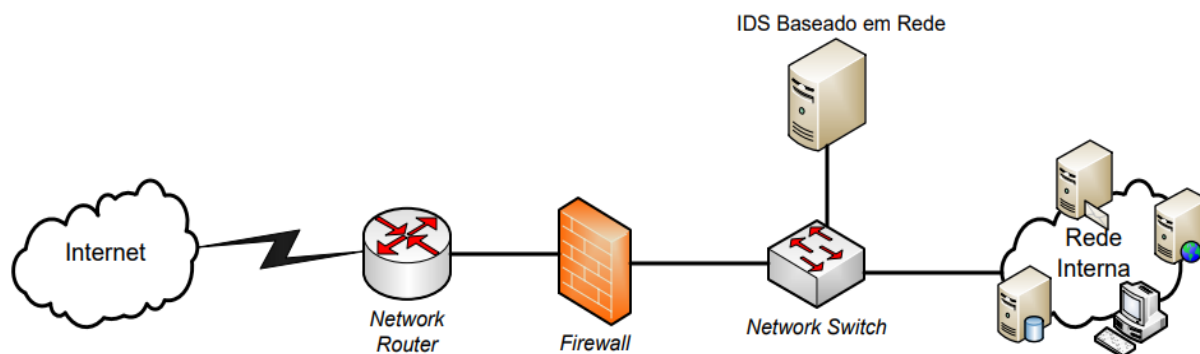 IDS Baseado em Rede
Internet
Network
Router
Firewall
Network Switch
Rede
Interna